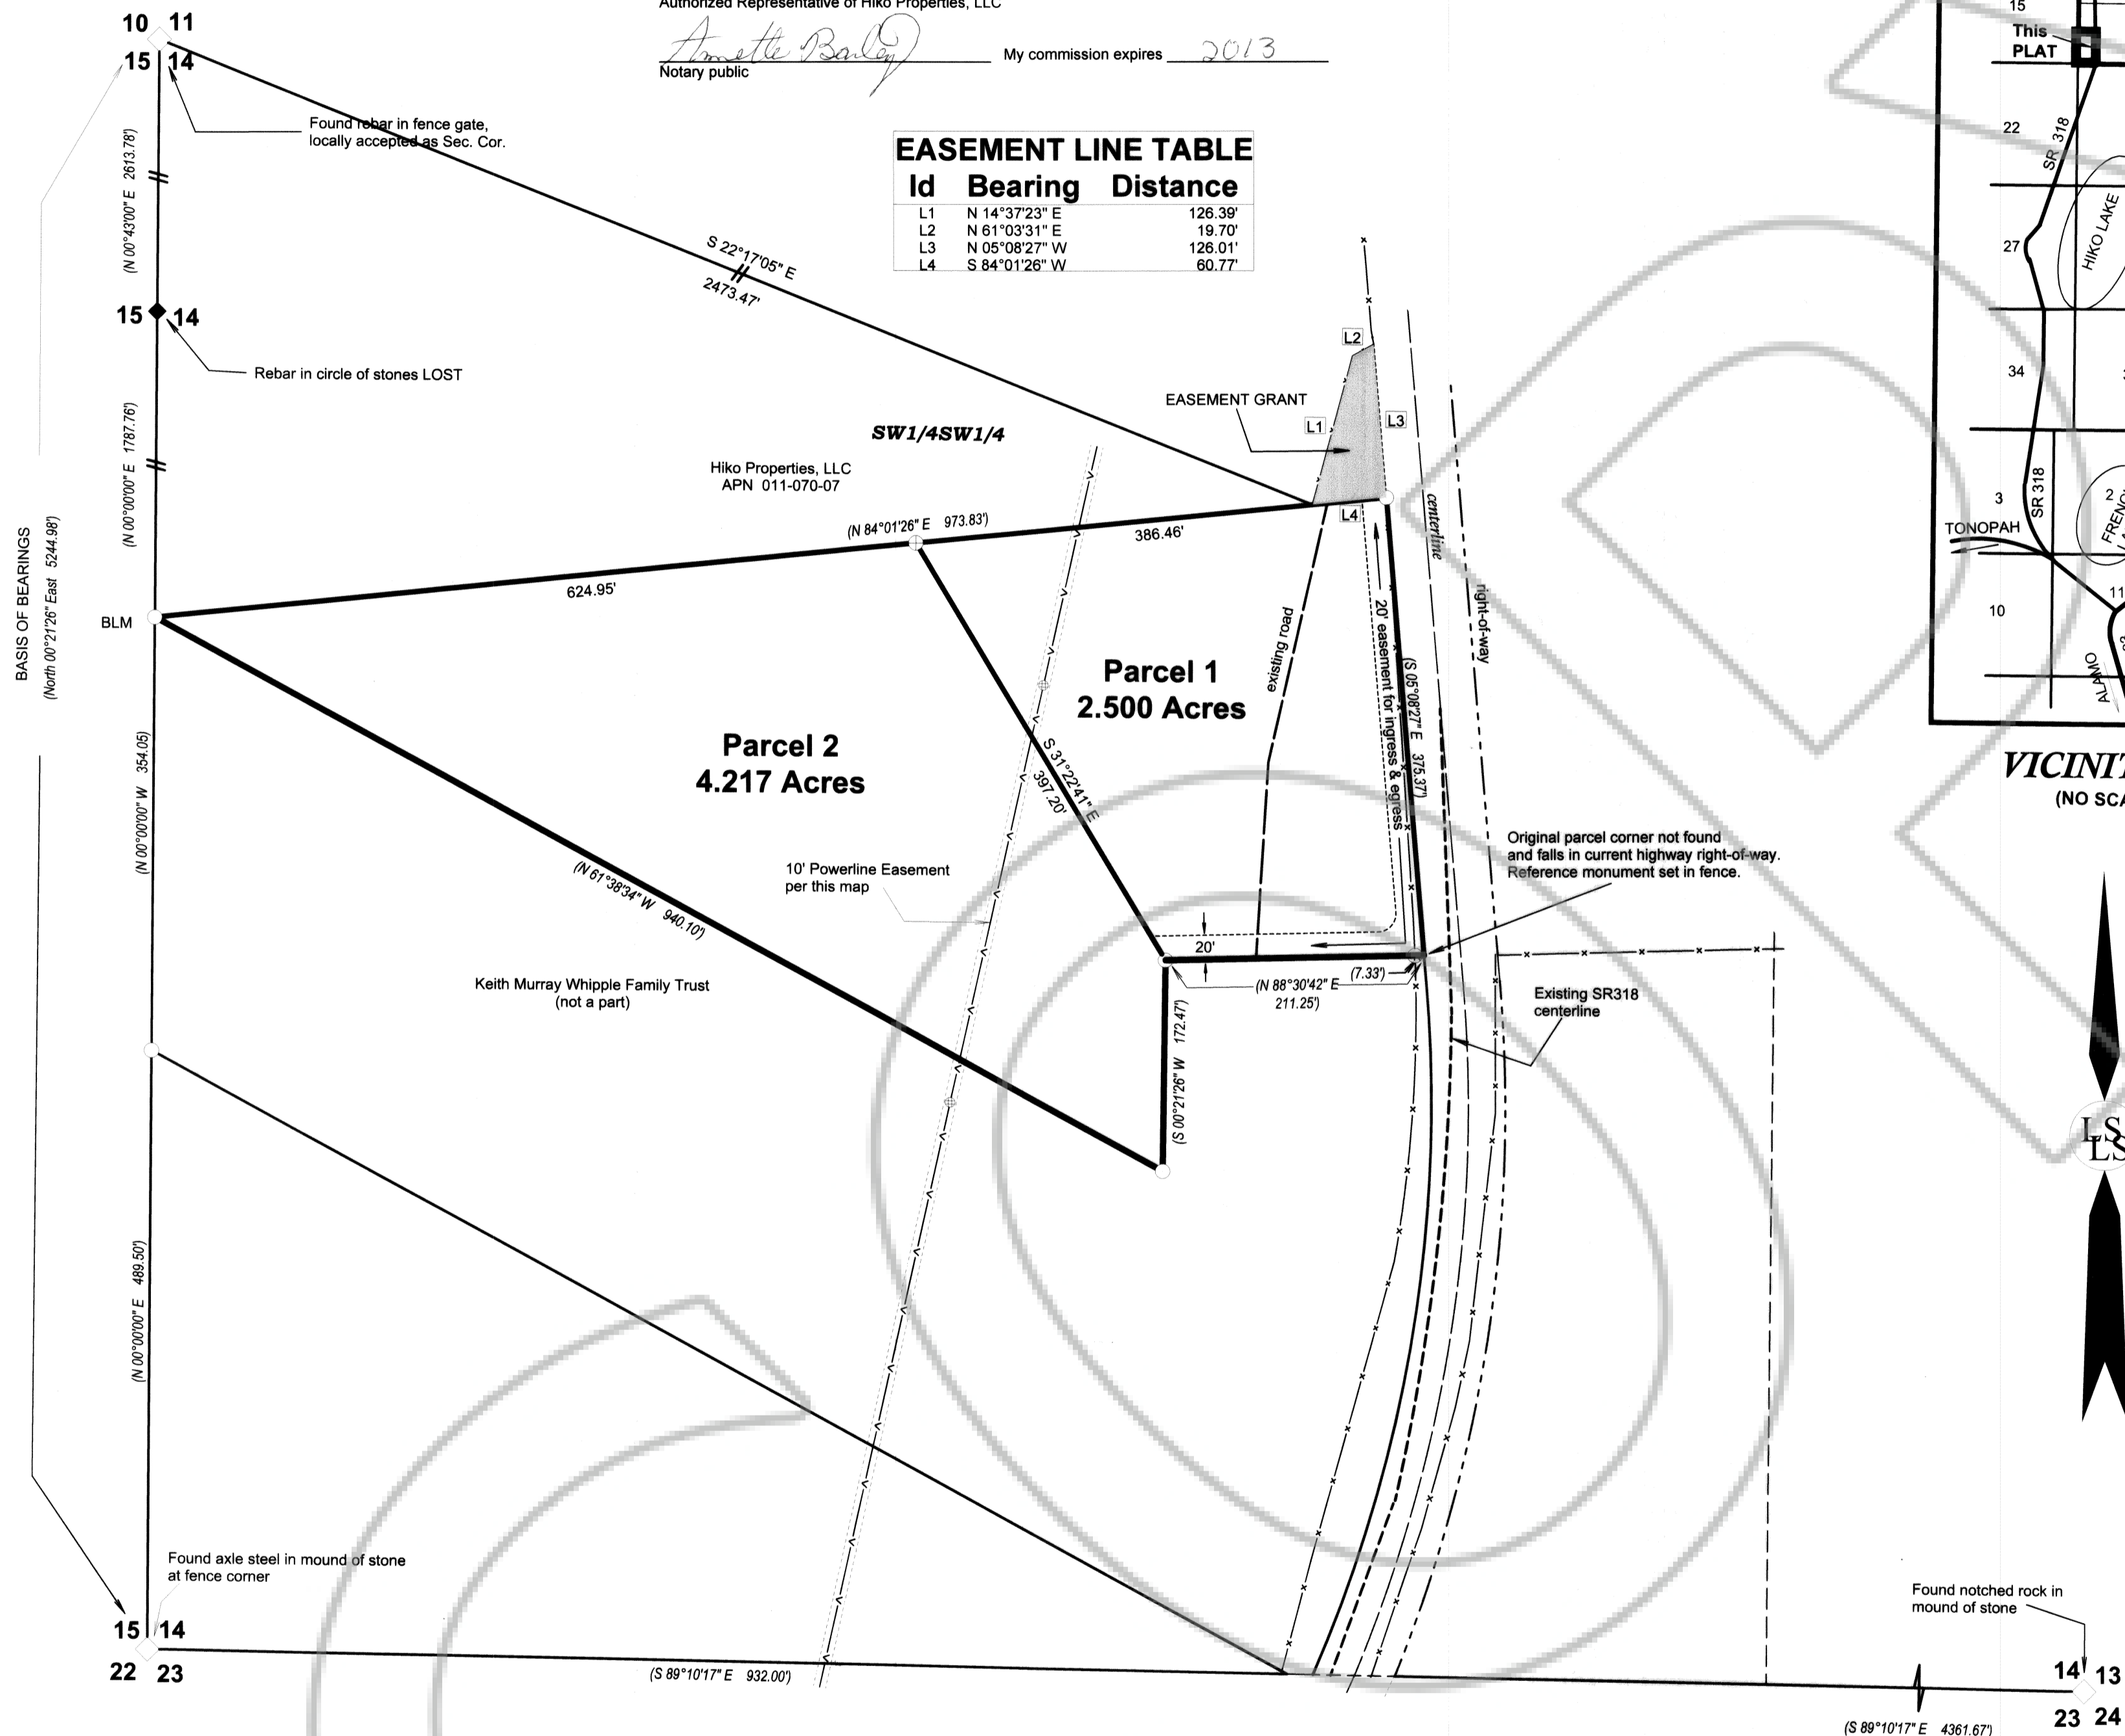 Authorized Representative of Hiko Properties, LLC
Annette Barley My commission expires 2013
Notary public
10 11
15 14
Found rebar in fence gate,
locally accepted as Sec. Cor.
(N 00°43'00" E 2613.78')
EASEMENT LINE TABLE
Id Bearing Distance
L1 N 14°37'23" E 126.39'
L2 N 61°03'31" E 19.70'
L3 N 05°08'27" W 126.01'
L4 S 84°01'26" W 60.77'
S 22°17'05" E
2473.47'
15 14
Rebar in circle of stones LOST
(N 00°00'00" E 1787.76')
SW1/4SW1/4
Hiko Properties, LLC
APN 011-070-07
EASEMENT GRANT
L2
L1
L3
L4
centerline
right-of-way
(N 84°01'26" E 973.83')
386.46'
624.95'
BLM
BASIS OF BEARINGS
(North 00°21'26" East 5244.98')
existing road
20' easement for ingress & egress
(S 05°08'27" E 375.37')
Parcel 1
2.500 Acres
Parcel 2
4.217 Acres
S 31°22'41" E
397.20'
(N 00°00'00" W 354.05)
(N 61°38'34" W 940.10')
10' Powerline Easement
per this map
Original parcel corner not found
and falls in current highway right-of-way.
Reference monument set in fence.
20'
(7.33')
(N 88°30'42" E
211.25')
Keith Murray Whipple Family Trust
(not a part)
Existing SR318
centerline
(S 00°21'26" W 172.47')
(N 00°00'00" E 489.50')
Found axle steel in mound of stone
at fence corner
15 14
22 23
(S 89°10'17" E 932.00')
Found notched rock in
mound of stone
14 13
23 24
(S 89°10'17" E 4361.67')
15
This
PLAT
22
SR 318
HIKO LAKE
27
34
SR 318
3
2
TONOPAH
10
11
ALAMO
VICINIT
(NO SCA
LS
LS